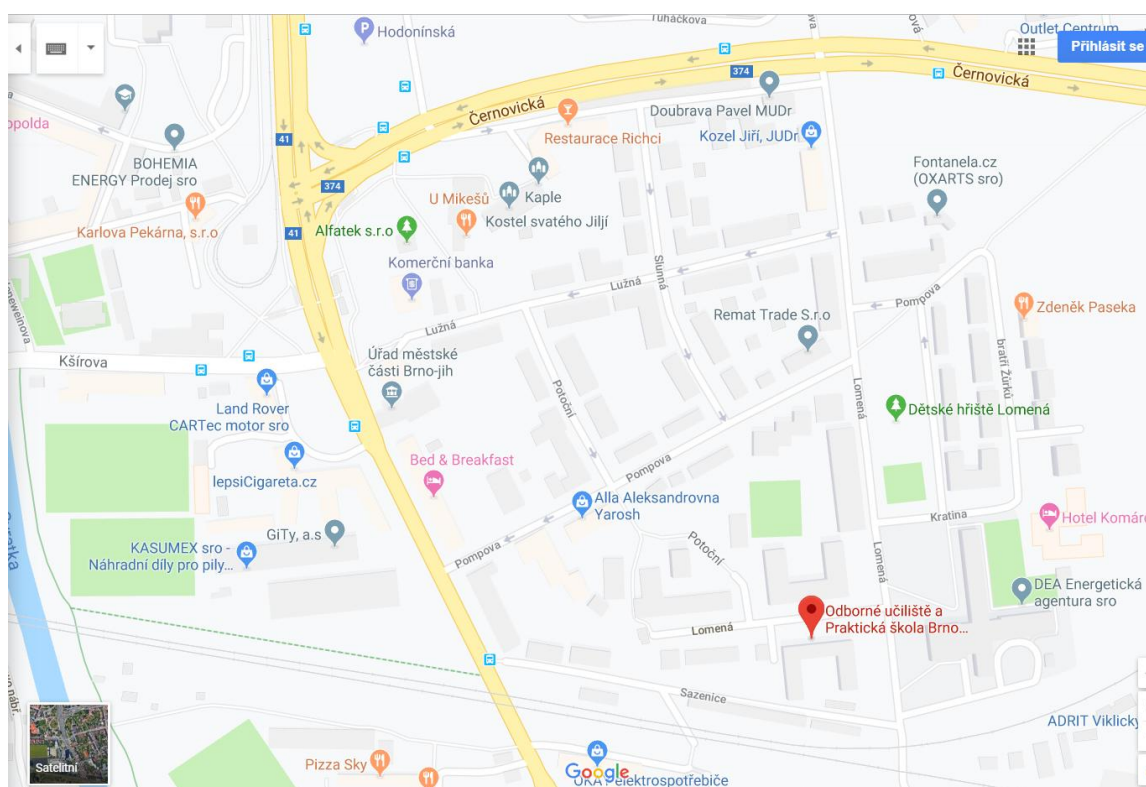 Tuháčkova
Hodonínská
Outlet Centrum
Přihlásit se
374
Černovická
Černovická
opolda
Doubrava Pavel MUDr
BOHEMIA
ENERGY Prodej sro
41
Restaurace Richci
Kozel Jiří, JUDr
Fontanela.cz
(OXARTS sro)
374
U Mikešů
Kaple
Kostel svatého Jiljí
Karlova Pekárna, s.r.o
41
Alfatek s.r.o
Komerční banka
Slunná
Lužná
Pompova
Zdeněk Paseka
Remat Trade S.r.o
Lužná
Kšírova
Úřad městské
části Brno-jih
bratří Žůrků
Potoční
Lomená
Land Rover
CARTec motor sro
Dětské hřiště Lomená
Bed & Breakfast
Pompova
lepsiCigareta.cz
Alla Aleksandrovna
Yarosh
Kratina
Hotel Komáro
GiTy, a.s
KASUMEX sro -
Náhradní díly pro pily...
Pompova
Potoční
Lomená
DEA Energetická
agentura sro
Odborné učiliště a
Praktická škola Brno...
Lomená
Sazenice
ADRIT Viklický
Satelitní
Pizza Sky
Google
elektrospotřebiče